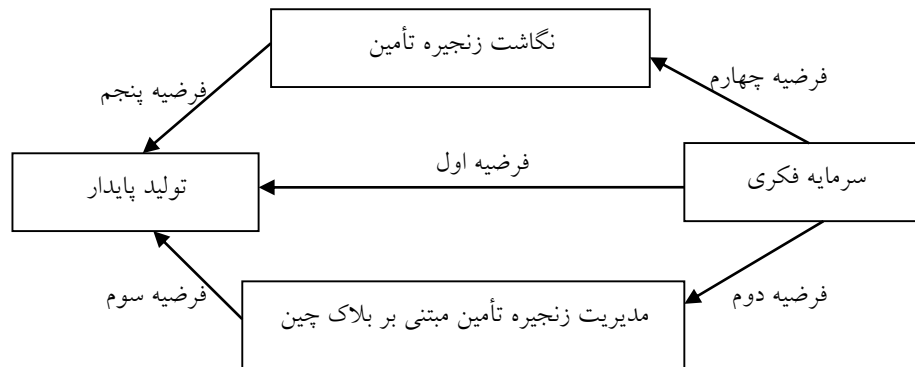 نگاشت زنجیره تأمین
فرضیه چهارم
فرضیه پنجم
فرضیه اول
سرمایه فکری
تولید پایدار
فرضیه دوم
فرضیه سوم
مدیریت زنجیره تأمین مبتنی بر بلاک چین